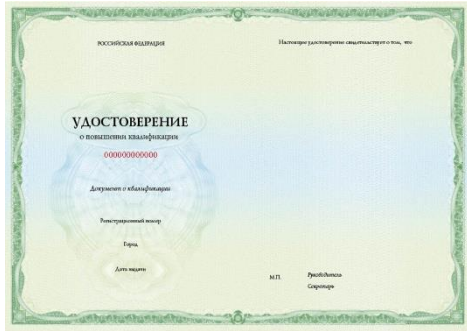 РОССИЙСКАЯ ФЕДЕРАЦИЯ
УДОСТОВЕРЕНИЕ
о повышении квалификации
000000000000
Документ о квалификации
Регистрационный номер
Город
Дата выдачи
Настоящее удостоверение свидетельствует о том, что
М.П.
Руководитель
Секретарь